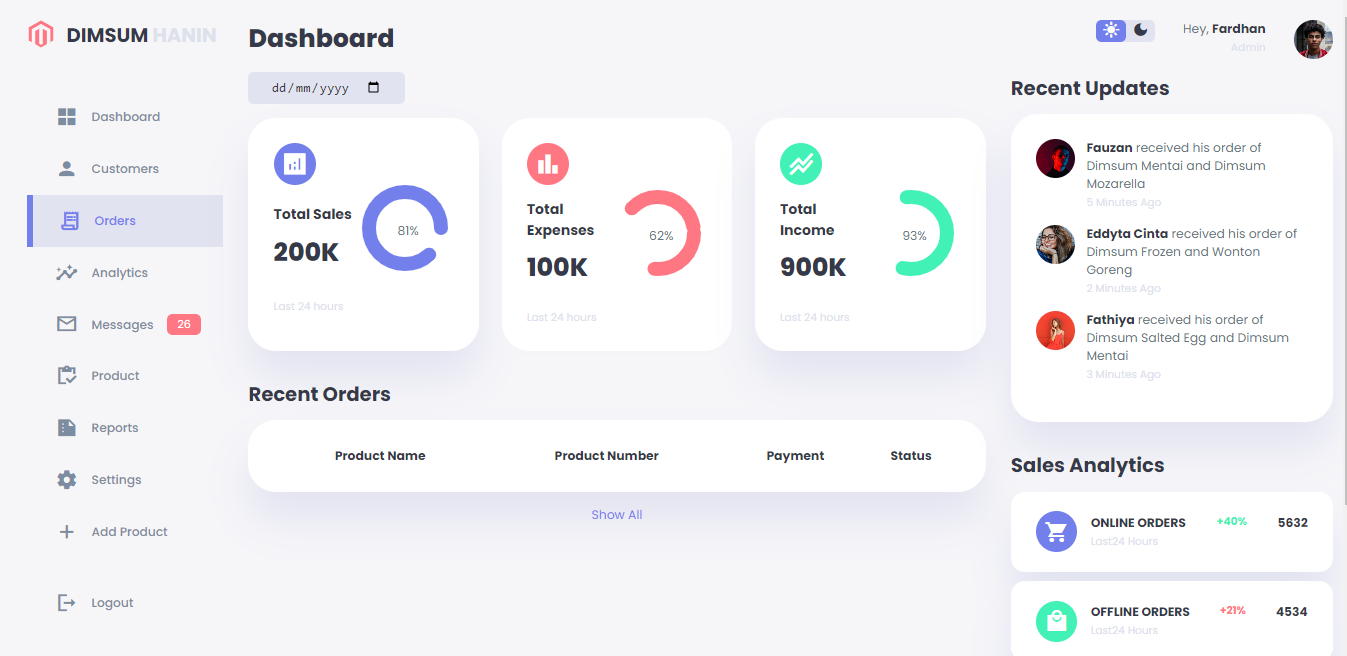 DIMSUM HANIN
Dashboard
Customers
Orders
Analytics
Messages 26
Product
Reports
Settings
Add Product
Logout
Dashboard
dd/mm/yyyy
Total Sales
200K
81%
Last 24 hours
Total
Expenses
100K
62%
Last 24 hours
Total
Income
900K
93%
Last 24 hours
Recent Orders
Product Name Product Number Payment Status
Show All
Hey, Fardhan
Admin
Recent Updates
Fauzan received his order of
Dimsum Mentai and Dimsum
Mozarella
5 Minutes Ago
Eddyta Cinta received his order of
Dimsum Frozen and Wonton
Goreng
2 Minutes Ago
Fathiya received his order of
Dimsum Salted Egg and Dimsum
Mentai
3 Minutes Ago
Sales Analytics
ONLINE ORDERS +40% 5632
Last24 Hours
OFFLINE ORDERS +21% 4534
Last24 Hours